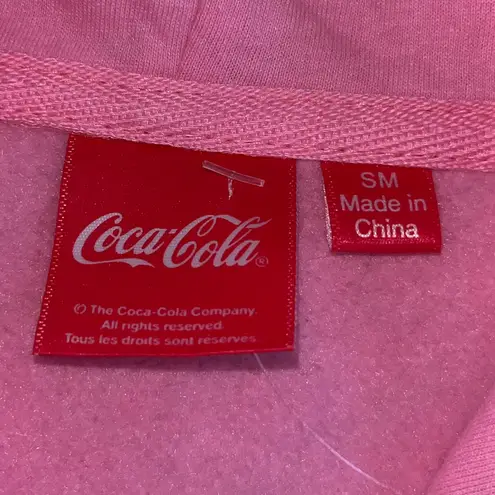 Coca-Cola®
© The Coca-Cola Company.
All rights reserved.
Tous les droits sont reserves
SM
Made in
China